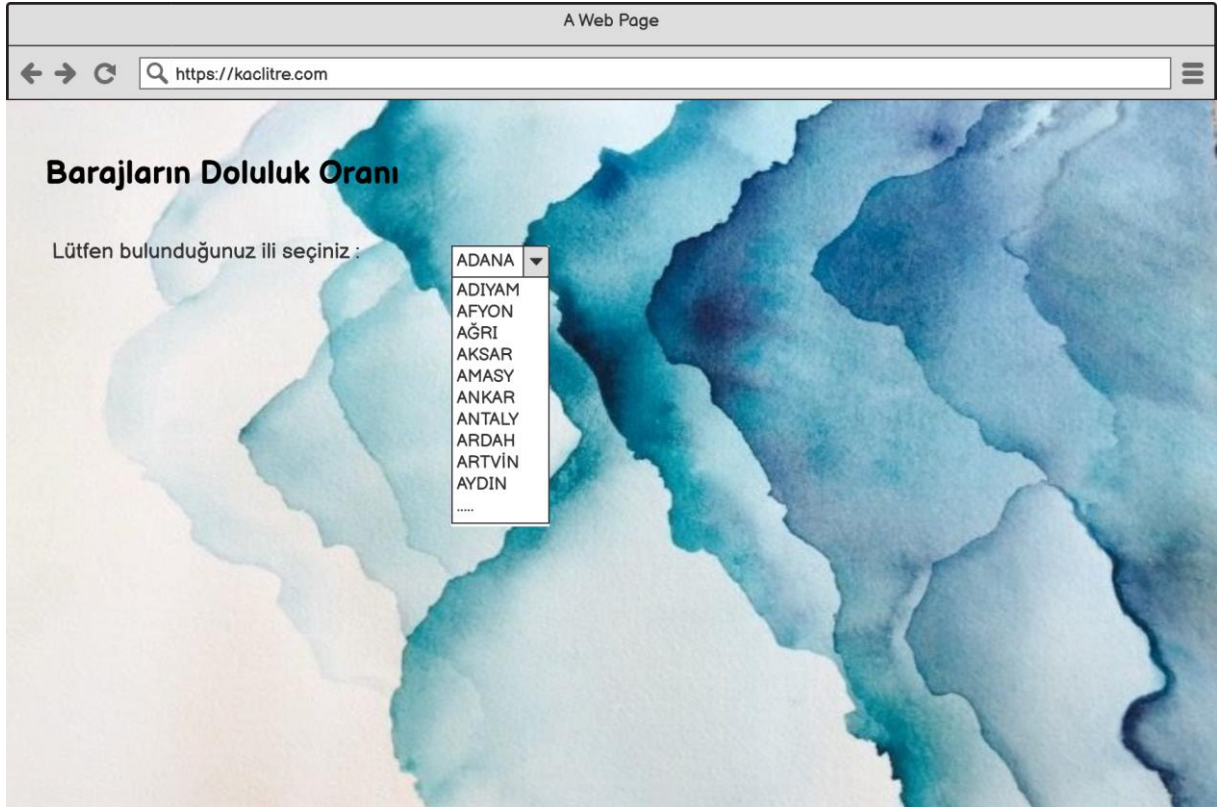 A Web Page
https://kaclitre.com
Barajların Doluluk Oranı
Lütfen bulunduğunuz ili seçiniz :
ADANA
ADIYAM
AFYON
AĞRI
AKSAR
AMASY
ANKAR
ANTALY
ARDAH
ARTVİN
AYDIN
.....